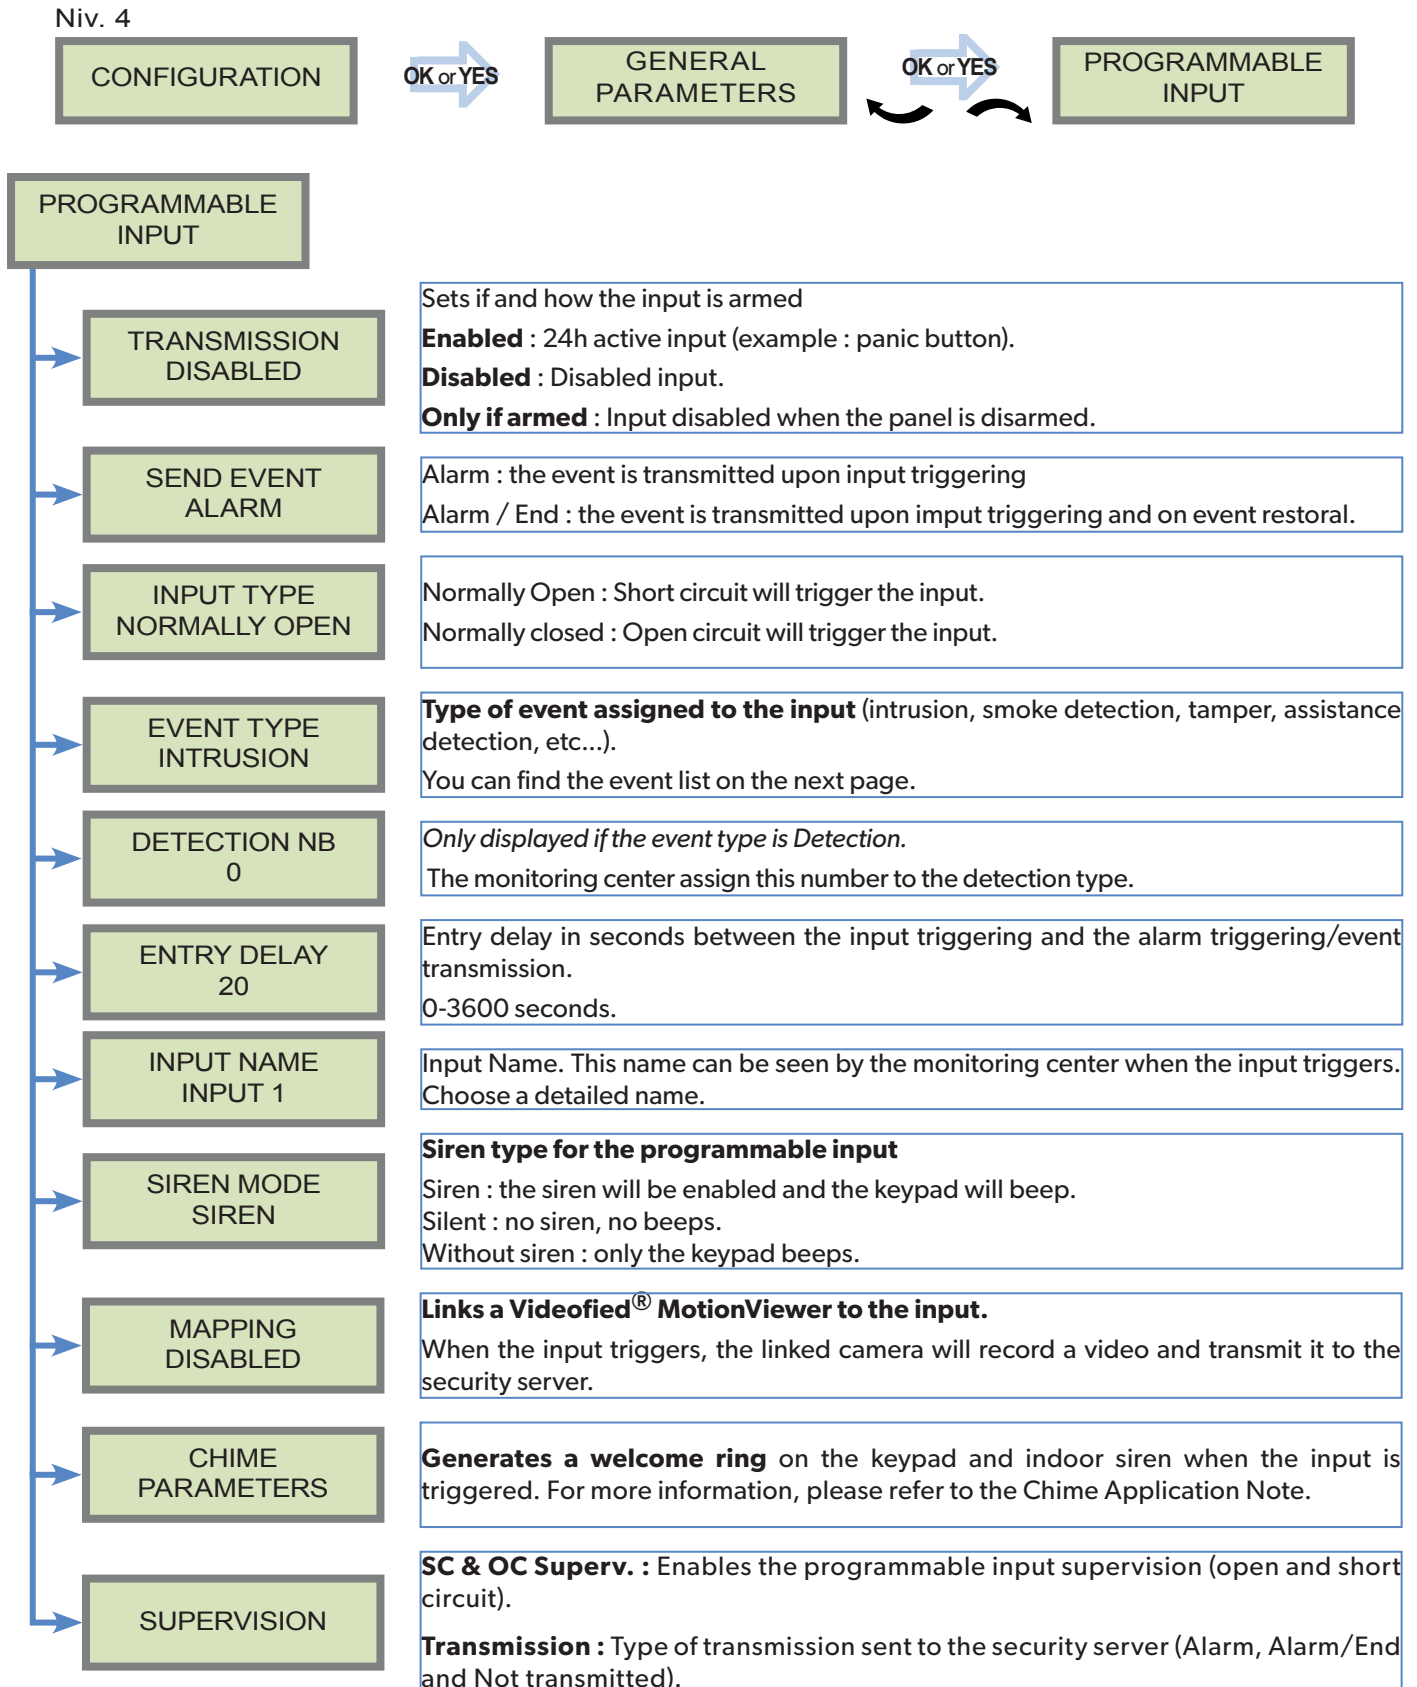 Niv. 4
CONFIGURATION
OK or YES
GENERAL
PARAMETERS
OK or YES
PROGRAMMABLE
INPUT
PROGRAMMABLE
INPUT
TRANSMISSION
DISABLED
Sets if and how the input is armed
Enabled : 24h active input (example : panic button).
Disabled : Disabled input.
Only if armed : Input disabled when the panel is disarmed.
SEND EVENT
ALARM
Alarm : the event is transmitted upon input triggering
Alarm / End : the event is transmitted upon imput triggering and on event restoral.
INPUT TYPE
NORMALLY OPEN
Normally Open : Short circuit will trigger the input.
Normally closed : Open circuit will trigger the input.
EVENT TYPE
INTRUSION
Type of event assigned to the input (intrusion, smoke detection, tamper, assistance
detection, etc...).
You can find the event list on the next page.
DETECTION NB
0
Only displayed if the event type is Detection.
The monitoring center assign this number to the detection type.
ENTRY DELAY
20
Entry delay in seconds between the input triggering and the alarm triggering/event
transmission.
0-3600 seconds.
INPUT NAME
INPUT 1
Input Name. This name can be seen by the monitoring center when the input triggers.
Choose a detailed name.
SIREN MODE
SIREN
Siren type for the programmable input
Siren : the siren will be enabled and the keypad will beep.
Silent : no siren, no beeps.
Without siren : only the keypad beeps.
MAPPING
DISABLED
Links a Videofied® MotionViewer to the input.
When the input triggers, the linked camera will record a video and transmit it to the
security server.
CHIME
PARAMETERS
Generates a welcome ring on the keypad and indoor siren when the input is
triggered. For more information, please refer to the Chime Application Note.
SUPERVISION
SC & OC Superv. : Enables the programmable input supervision (open and short
circuit).
Transmission : Type of transmission sent to the security server (Alarm, Alarm/End
and Not transmitted).